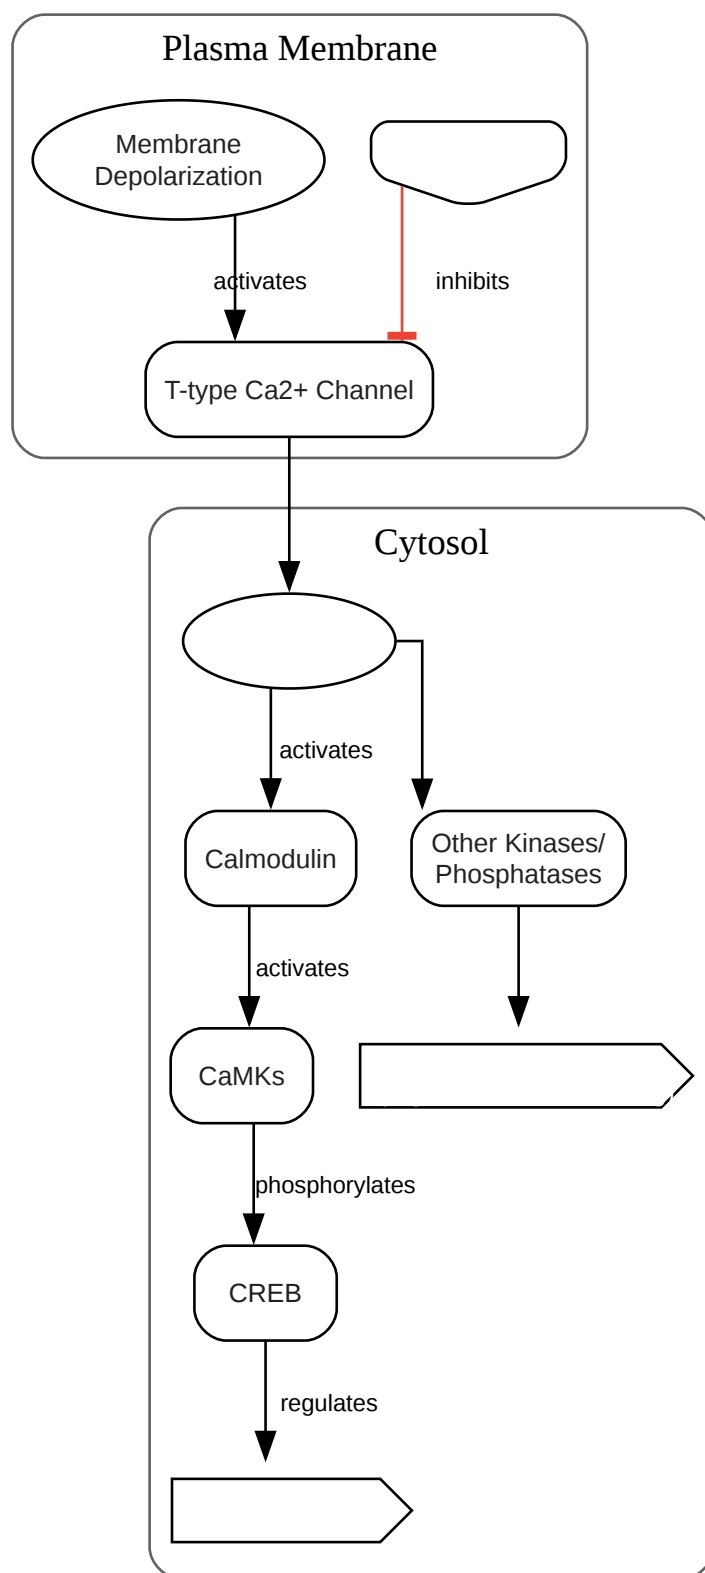 Plasma Membrane
Membrane
Depolarization
activates
inhibits
T-type Ca2+ Channel
Cytosol
activates
Calmodulin
Other Kinases/
Phosphatases
activates
CaMKs
phosphorylates
CREB
regulates